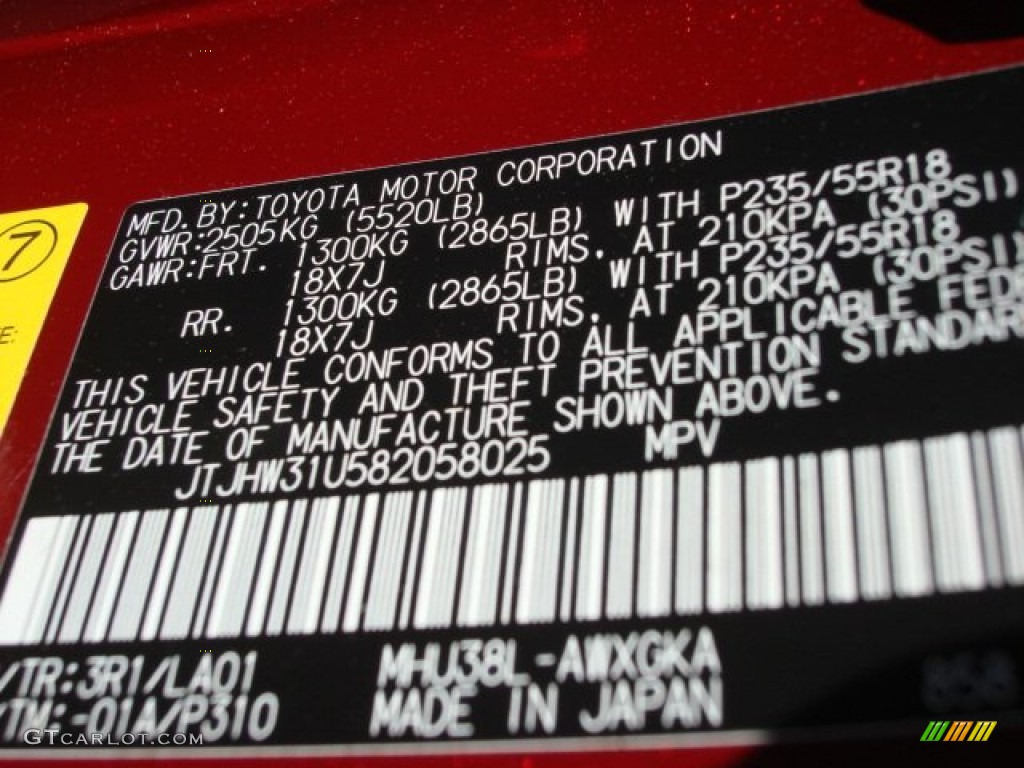 MFD. BY: TOYOTA MOTOR CORPORATION
GVWR: 2505KG (5520LB)
GAWR: FRT. 1300KG (2865LB) WITH P235/55R18
18X7J RIMS, AT 210KPA (30PSI)
RR. 1300KG (2865LB) WITH P235/55R18
18X7J RIMS, AT 210KPA (30PSI)
THIS VEHICLE CONFORMS TO ALL APPLICABLE FEDE
VEHICLE SAFETY AND THEFT PREVENTION STANDAR
THE DATE OF MANUFACTURE SHOWN ABOVE.
JTJHW31U582058025 MPV
/TR: 3R1/LA01 MHU38L-AWXGKA
/TM: -01A/P310 MADE IN JAPAN
858
7
E:
GTCARLOT.COM